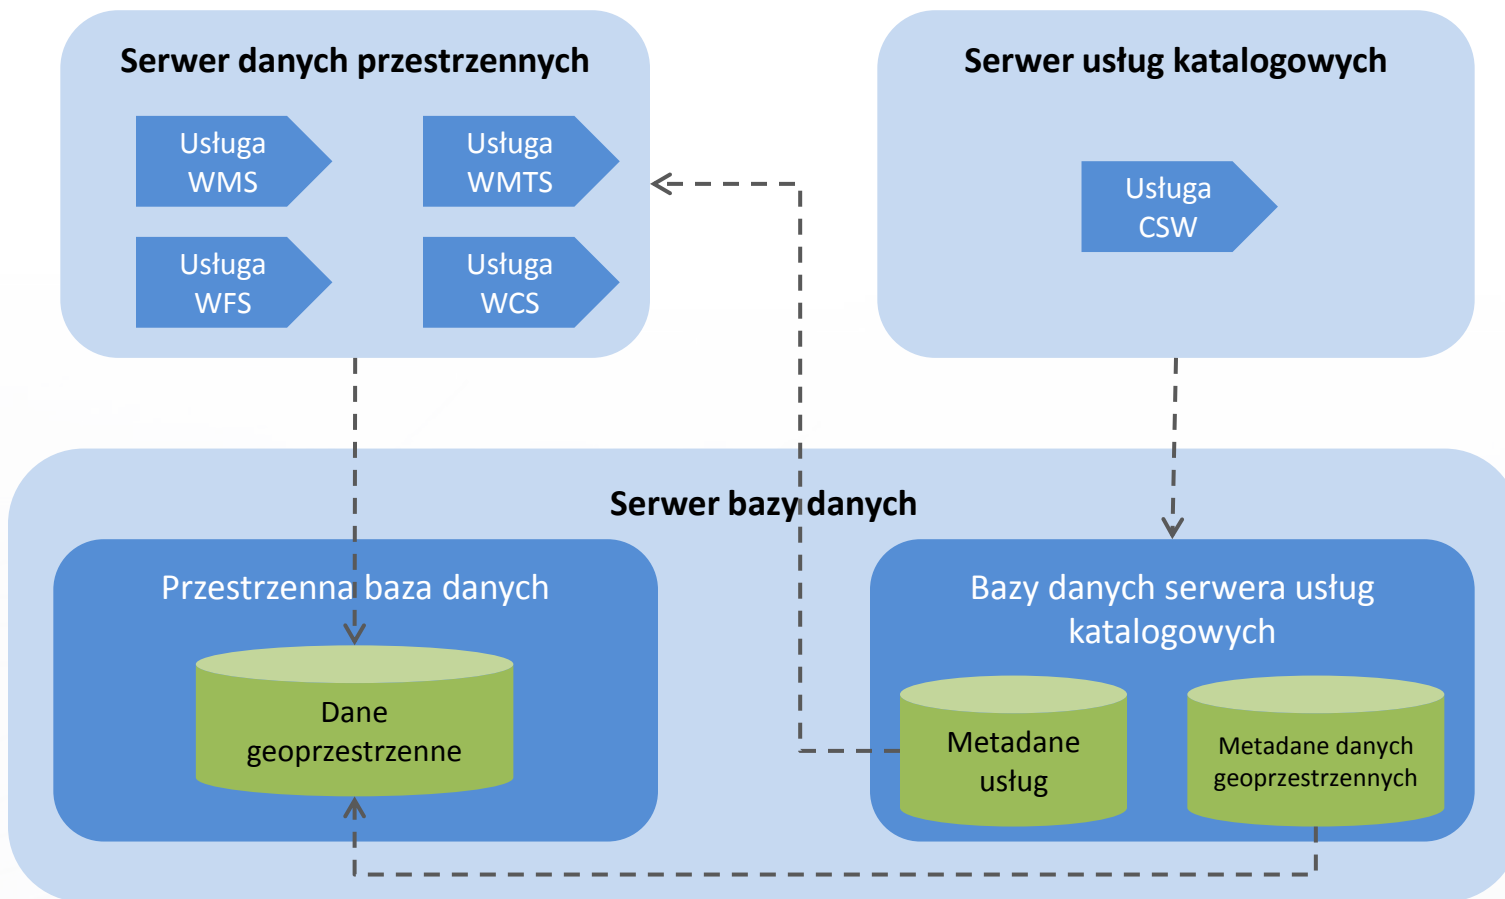 Serwer danych przestrzennych
Usługa
WMS
Usługa
WMTS
Usługa
WFS
Usługa
WCS
Serwer usług katalogowych
Usługa
CSW
Serwer bazy danych
Przestrzenna baza danych
Dane
geoprzestrzenne
Bazy danych serwera usług
katalogowych
Metadane
usług
Metadane danych
geoprzestrzennych